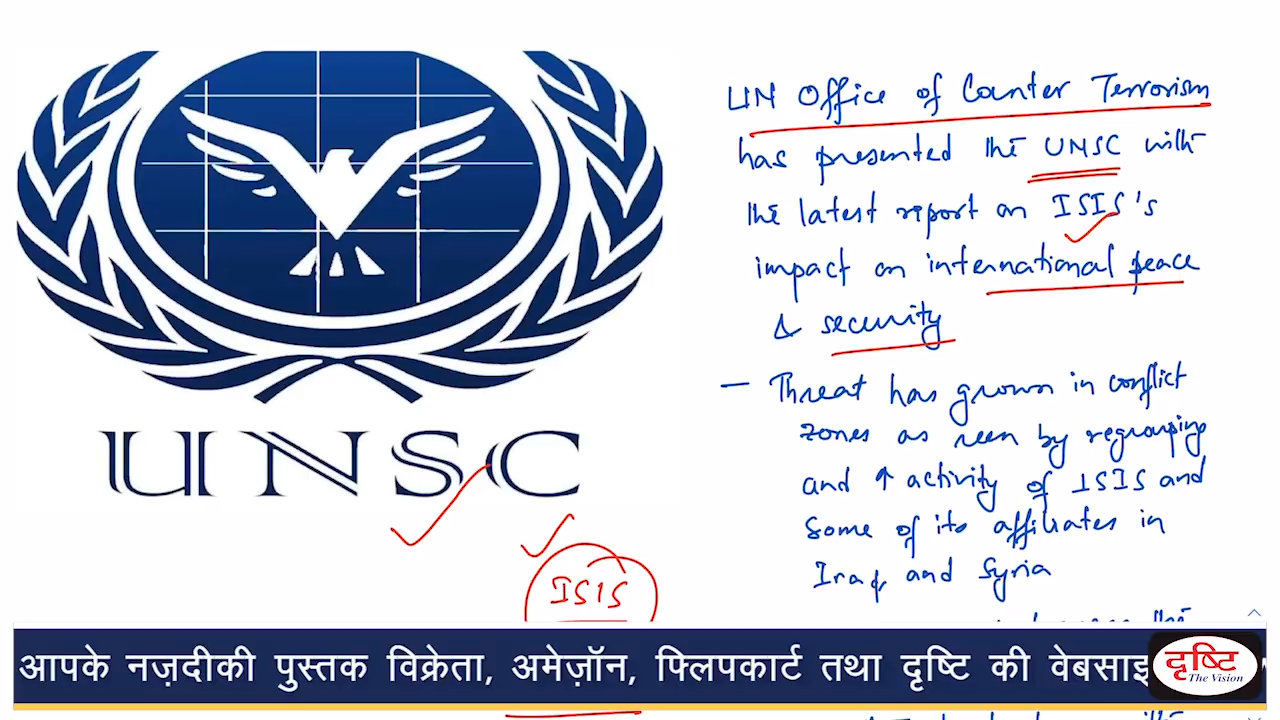 UN Office of Counter Terrorism
has presented the UNSC with
the latest report on ISIS's
impact on international peace
& security
— Threat has grown in conflict
zones as seen by regrouping
and ↑ activity of ISIS and
some of its affiliates in
Iraq and Syria
UNSC
ISIS
आपके नज़दीकी पुस्तक विक्रेता, अमेज़ॉन, फ्लिपकार्ट तथा दृष्टि की वेबसाइ
दृष्टि
The Vision